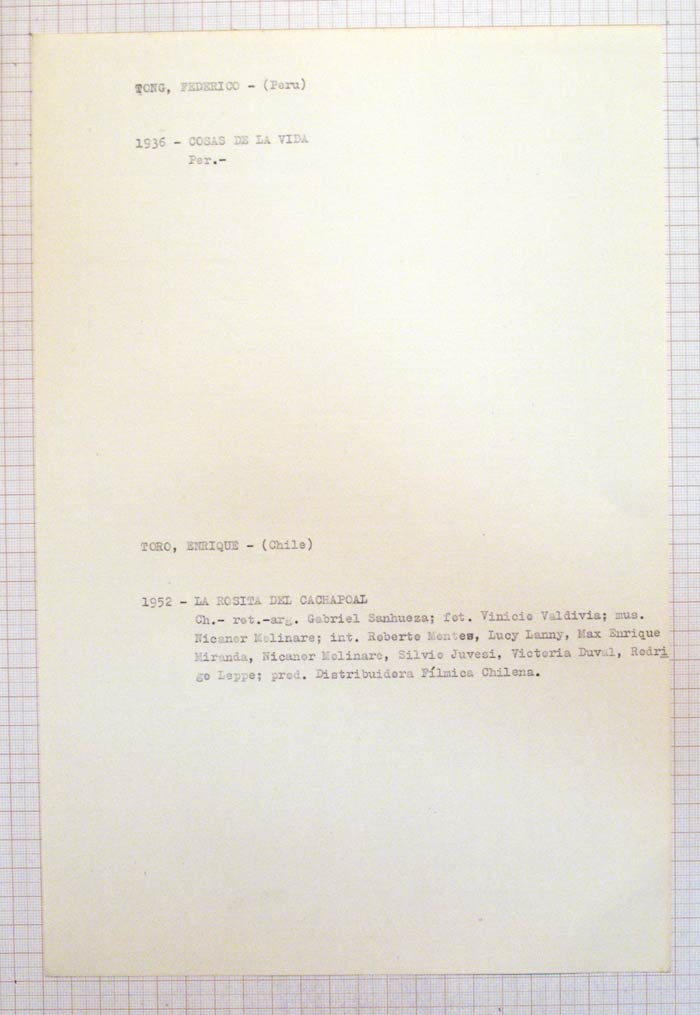 TONG, FEDERICO - (Peru)
1936 - COSAS DE LA VIDA
Per.-
TORO, ENRIQUE - (Chile)
1952 - LA ROSITA DEL CACHAPOAL
Ch.- rot.-arg. Gabriel Sanhueza; fot. Vinicio Valdivia; mus.
Nicanor Molinare; int. Roberto Montes, Lucy Lanny, Max Enrique
Miranda, Nicanor Molinare, Silvio Juvesi, Victoria Duval, Rodri
go Leppe; prod. Distribuidora Fílmica Chilena.